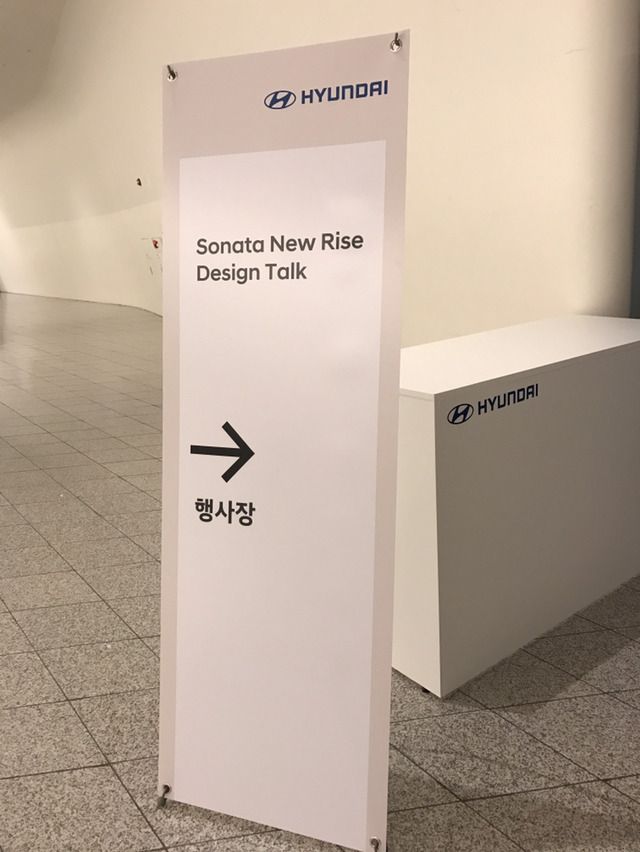 HYUNDAI
Sonata New Rise
Design Talk
행사장
HYUNDAI